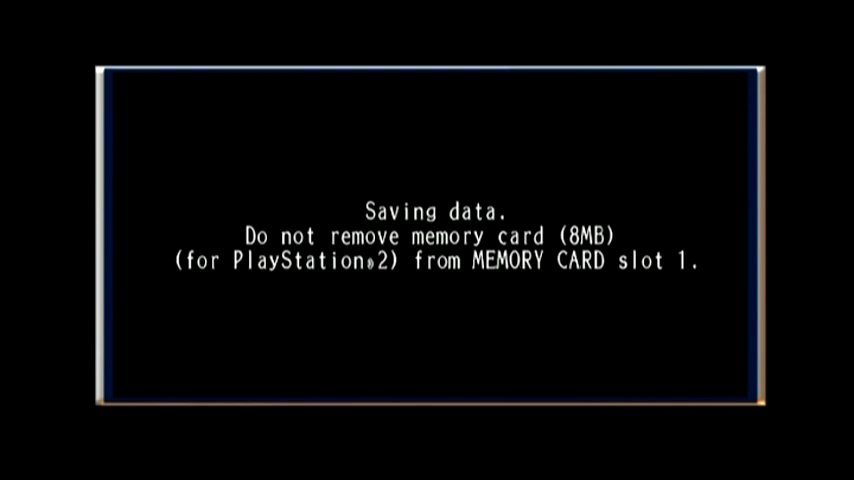 Saving data.
Do not remove memory card (8MB)
(for PlayStation®2) from MEMORY CARD slot 1.